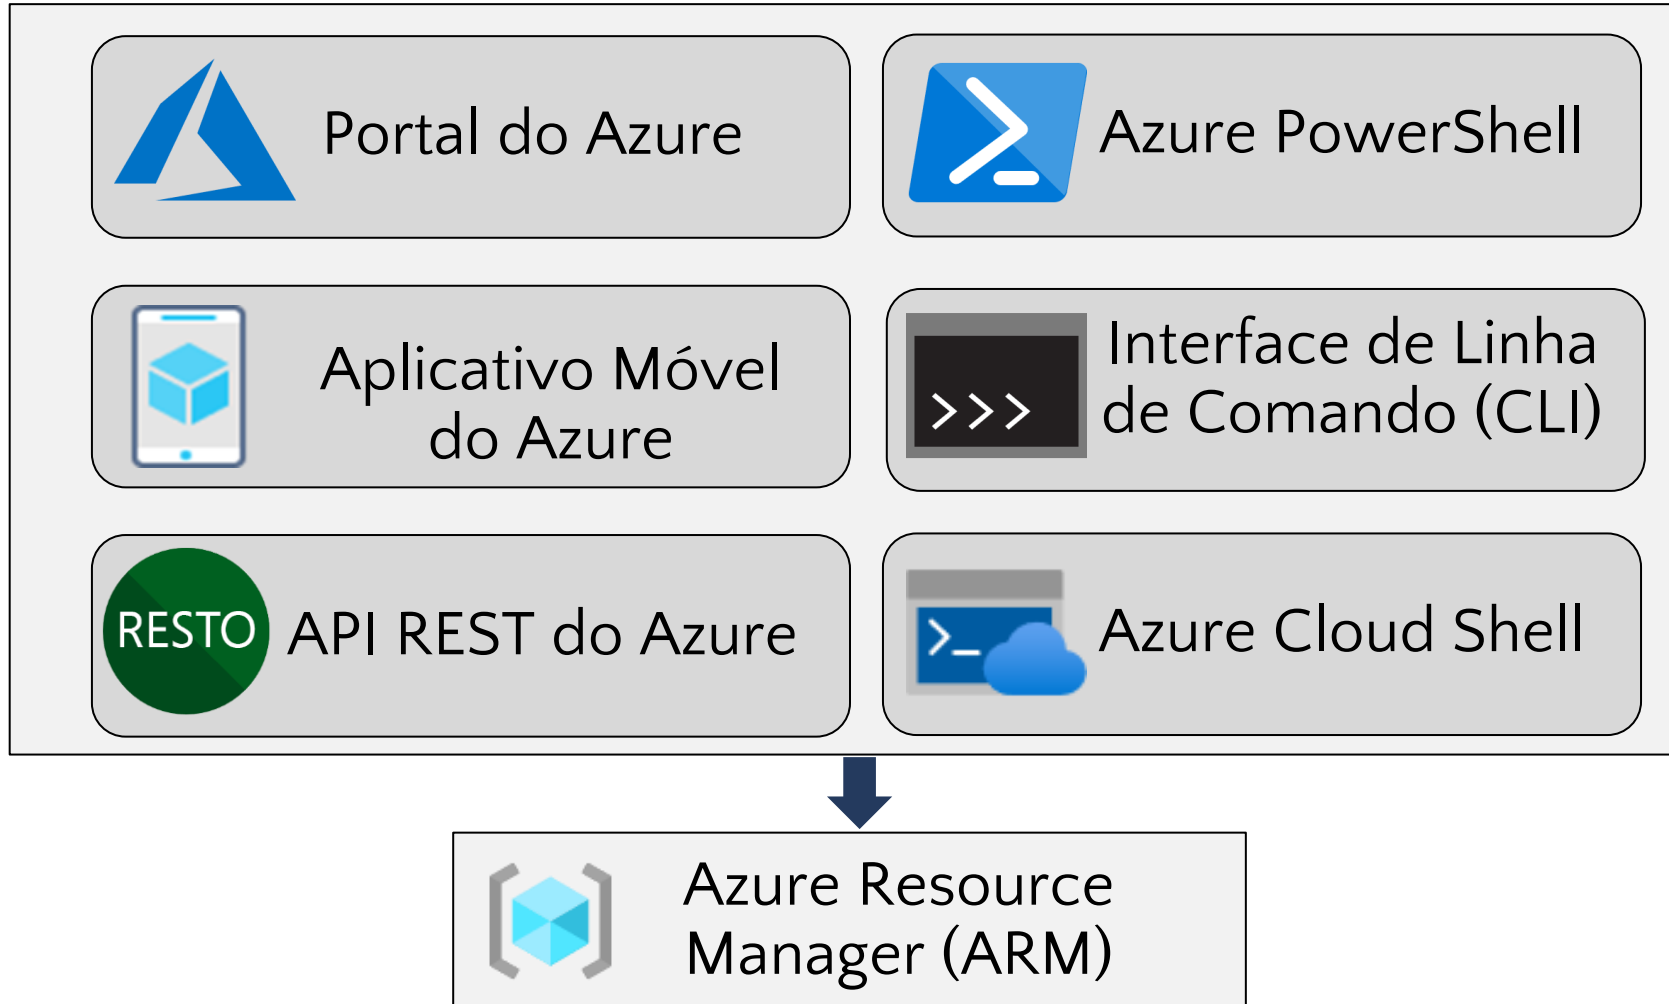 Portal do Azure
Azure PowerShell
Aplicativo Móvel
do Azure
>>>
Interface de Linha
de Comando (CLI)
RESTO
API REST do Azure
>_
Azure Cloud Shell
Azure Resource
Manager (ARM)